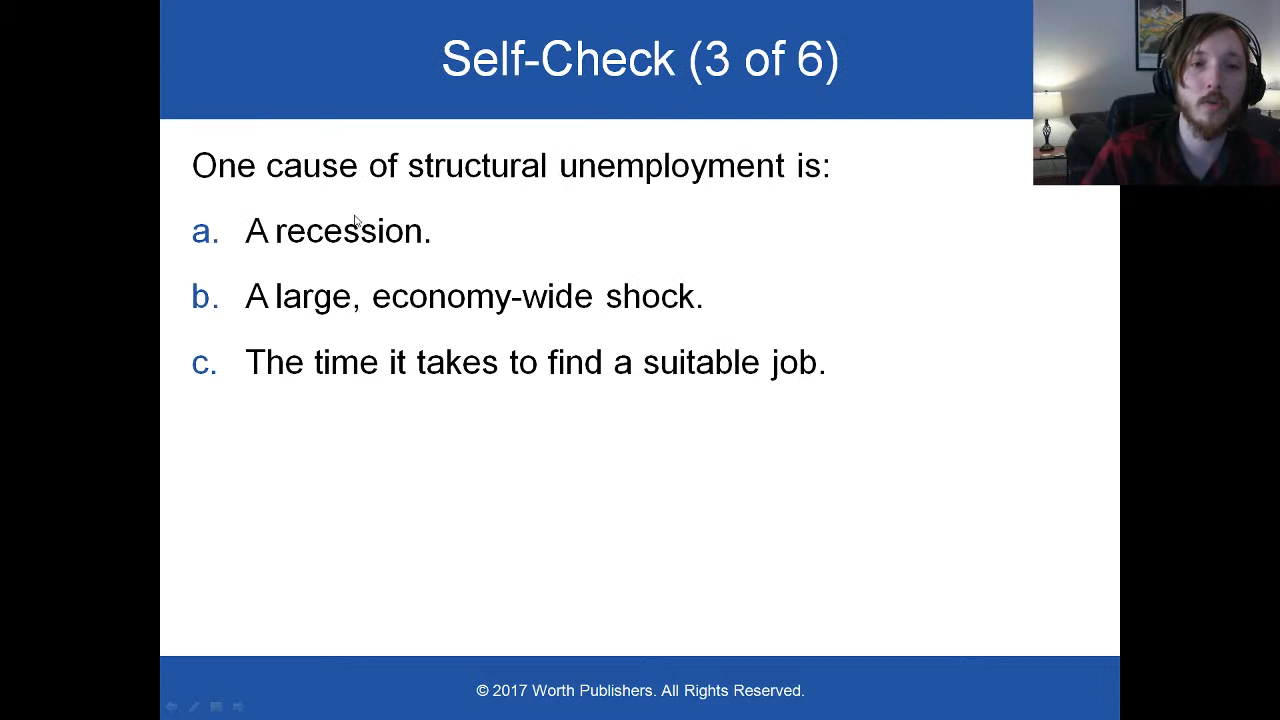 Self-Check (3 of 6)
One cause of structural unemployment is:
a. A recession.
b. A large, economy-wide shock.
c. The time it takes to find a suitable job.
© 2017 Worth Publishers. All Rights Reserved.